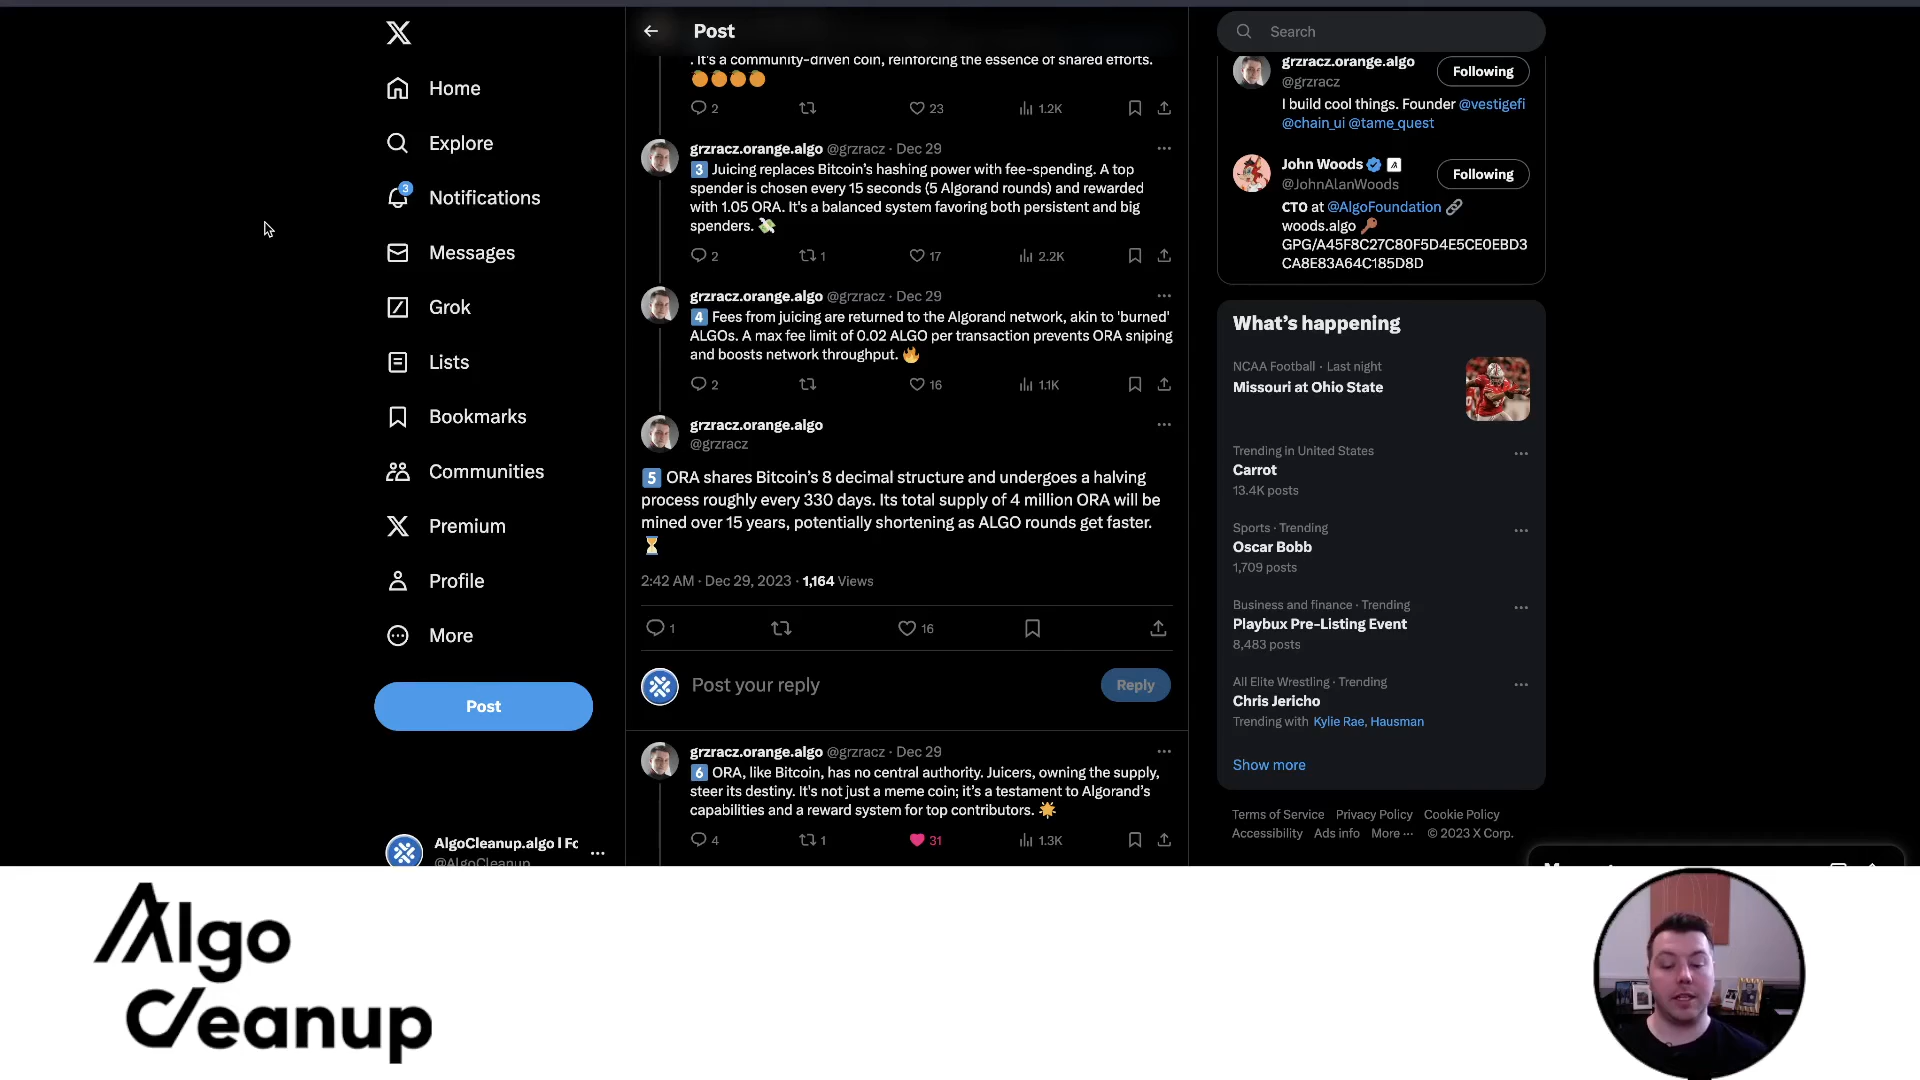 Home
Explore
3
Notifications
Messages
Grok
Lists
Bookmarks
Communities
Premium
Profile
More
Post
AlgoCleanup.algo l Fc
@AlgoCleanup
Post
. It's a community-driven coin, reinforcing the essence of shared efforts.
2 23 1.2K
grzracz.orange.algo @grzracz · Dec 29
3 Juicing replaces Bitcoin's hashing power with fee-spending. A top
spender is chosen every 15 seconds (5 Algorand rounds) and rewarded
with 1.05 ORA. It's a balanced system favoring both persistent and big
spenders.
2 1 17 2.2K
grzracz.orange.algo @grzracz · Dec 29
4 Fees from juicing are returned to the Algorand network, akin to 'burned'
ALGOs. A max fee limit of 0.02 ALGO per transaction prevents ORA sniping
and boosts network throughput.
2 16 1.1K
grzracz.orange.algo
@grzracz
5 ORA shares Bitcoin's 8 decimal structure and undergoes a halving
process roughly every 330 days. Its total supply of 4 million ORA will be
mined over 15 years, potentially shortening as ALGO rounds get faster.
2:42 AM · Dec 29, 2023 · 1,164 Views
1 16
Post your reply
Reply
grzracz.orange.algo @grzracz · Dec 29
6 ORA, like Bitcoin, has no central authority. Juicers, owning the supply,
steer its destiny. It's not just a meme coin; it's a testament to Algorand's
capabilities and a reward system for top contributors.
4 1 31 1.3K
Search
grzracz.orange.algo
@grzracz
Following
I build cool things. Founder @vestigefi
@chain_ui @tame_quest
John Woods
@JohnAlanWoods
Following
CTO at @AlgoFoundation
woods.algo
GPG/A45F8C27C80F5D4E5CE0EBD3
CA8E83A64C185D8D
What's happening
NCAA Football · Last night
Missouri at Ohio State
Trending in United States
Carrot
13.4K posts
Sports · Trending
Oscar Bobb
1,709 posts
Business and finance · Trending
Playbux Pre-Listing Event
8,483 posts
All Elite Wrestling · Trending
Chris Jericho
Trending with Kylie Rae, Hausman
Show more
Terms of Service Privacy Policy Cookie Policy
Accessibility Ads info More ··· © 2023 X Corp.
Algo
Cleanup